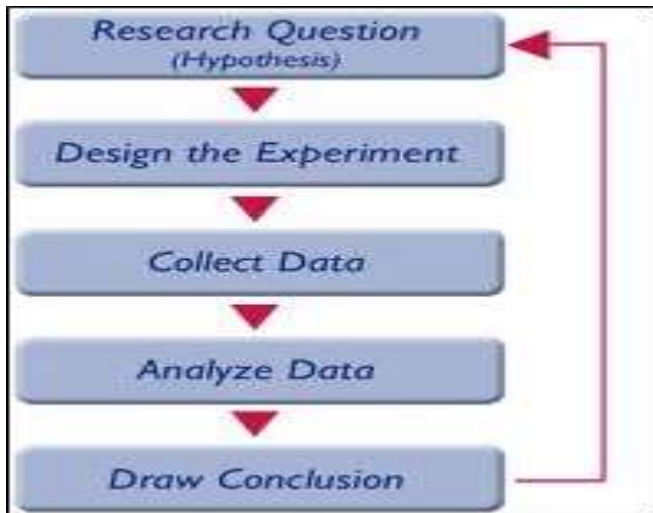 Research Question
(Hypothesis)
Design the Experiment
Collect Data
Analyze Data
Draw Conclusion